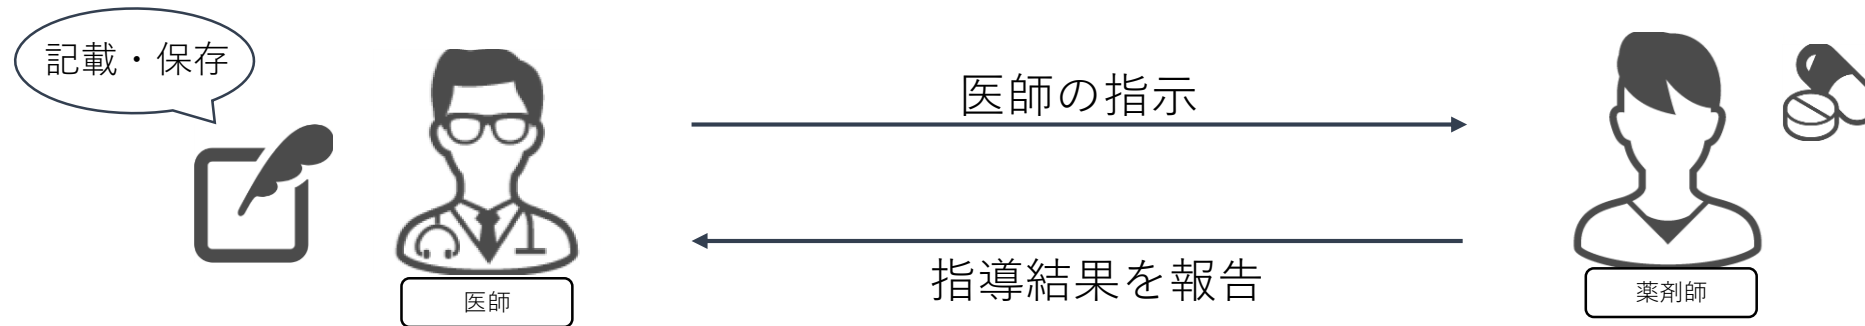 記載・保存
医師の指示
指導結果を報告
医師
薬剤師